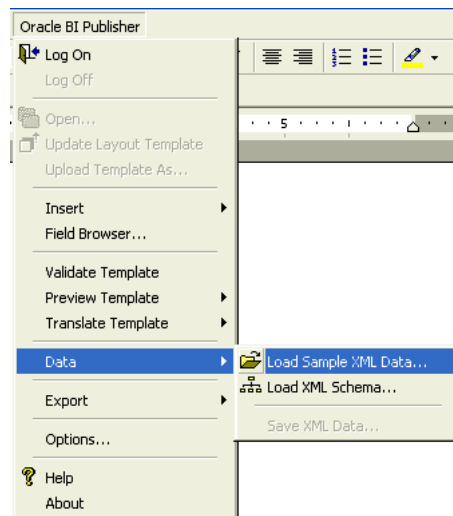 Oracle BI Publisher
Log On
Log Off
Open...
Update Layout Template
Upload Template As...
5
Insert
Field Browser...
Validate Template
Preview Template
Translate Template
Data
Load Sample XML Data...
Load XML Schema...
Save XML Data...
Export
Options...
Help
About